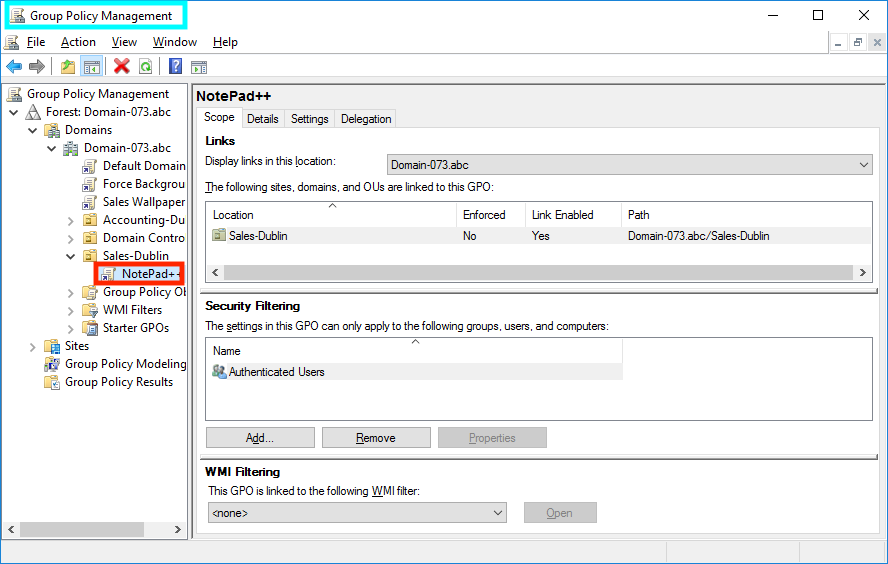 Group Policy Management
File Action View Window Help
Group Policy Management
Forest: Domain-073.abc
Domains
Domain-073.abc
Default Domain
Force Backgrou
Sales Wallpaper
Accounting-Du
Domain Contro
Sales-Dublin
NotePad++
Group Policy Ob
WMI Filters
Starter GPOs
Sites
Group Policy Modeling
Group Policy Results
NotePad++
Scope Details Settings Delegation
Links
Display links in this location: Domain-073.abc
The following sites, domains, and OUs are linked to this GPO:
Location Enforced Link Enabled Path
Sales-Dublin No Yes Domain-073.abc/Sales-Dublin
Security Filtering
The settings in this GPO can only apply to the following groups, users, and computers:
Name
Authenticated Users
Add... Remove Properties
WMI Filtering
This GPO is linked to the following WMI filter:
<none> Open